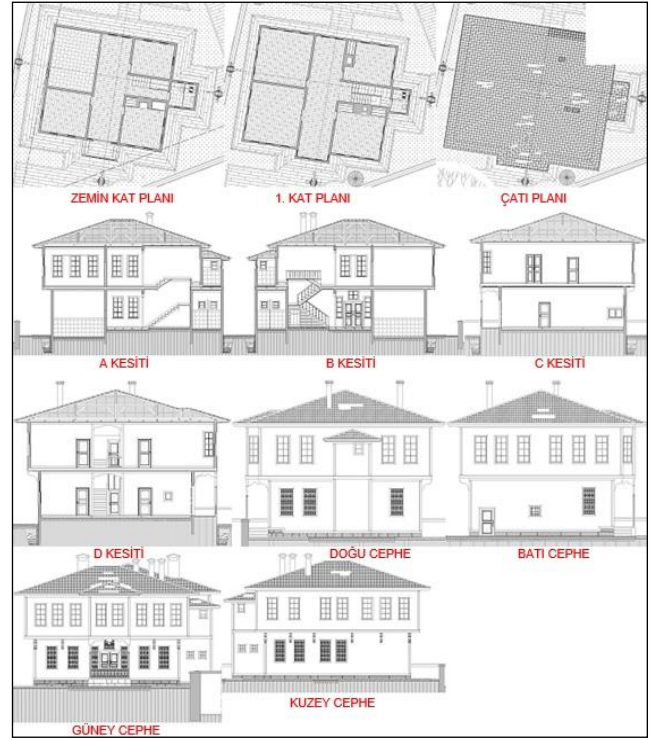 ZEMİN KAT PLANI
1. KAT PLANI
ÇATI PLANI
A KESİTİ
B KESİTİ
C KESİTİ
D KESİTİ
DOĞU CEPHE
BATI CEPHE
GÜNEY CEPHE
KUZEY CEPHE